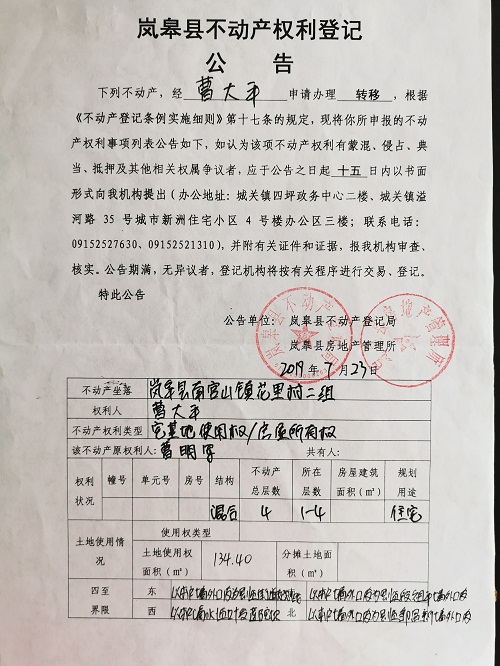 岚皋县不动产权利登记
公 告
下列不动产，经 曹大平 申请办理 转移 ，根据
《不动产登记条例实施细则》第十七条的规定，现将你所申报的不动
产权利事项列表公告如下，如认为该项不动产权利有蒙混、侵占、典
当、抵押及其他相关权属争议者，应于公告之日起 十五 日内以书面
形式向我机构提出（办公地址：城关镇四坪政务中心二楼、城关镇溢
河路 35 号城市新洲住宅小区 4 号楼办公区三楼；联系电话：
09152527630、09152521310），并附有关证件和证据，报我机构审查、
核实。公告期满，无异议者，登记机构将按有关程序进行交易、登记。
特此公告
公告单位：岚皋县不动产登记局
岚皋县房地产管理所
2019 年 7 月 23 日
不动产坐落 岚皋县南宫山镇花里村二组
权利人 曹大平
不动产权利类型 宅基地使用权/房屋所有权
该不动产原权利人：曹明军 共有人：
权利状况 幢号 单元号 房号 结构 不动产总层数 所在层数 房屋建筑面积（㎡） 规划用途
混合 4 1-4 住宅
土地使用情况 使用权类型
土地使用权面积（㎡） 134.40 分摊土地面积（㎡）
四至界限 东 南
西 北